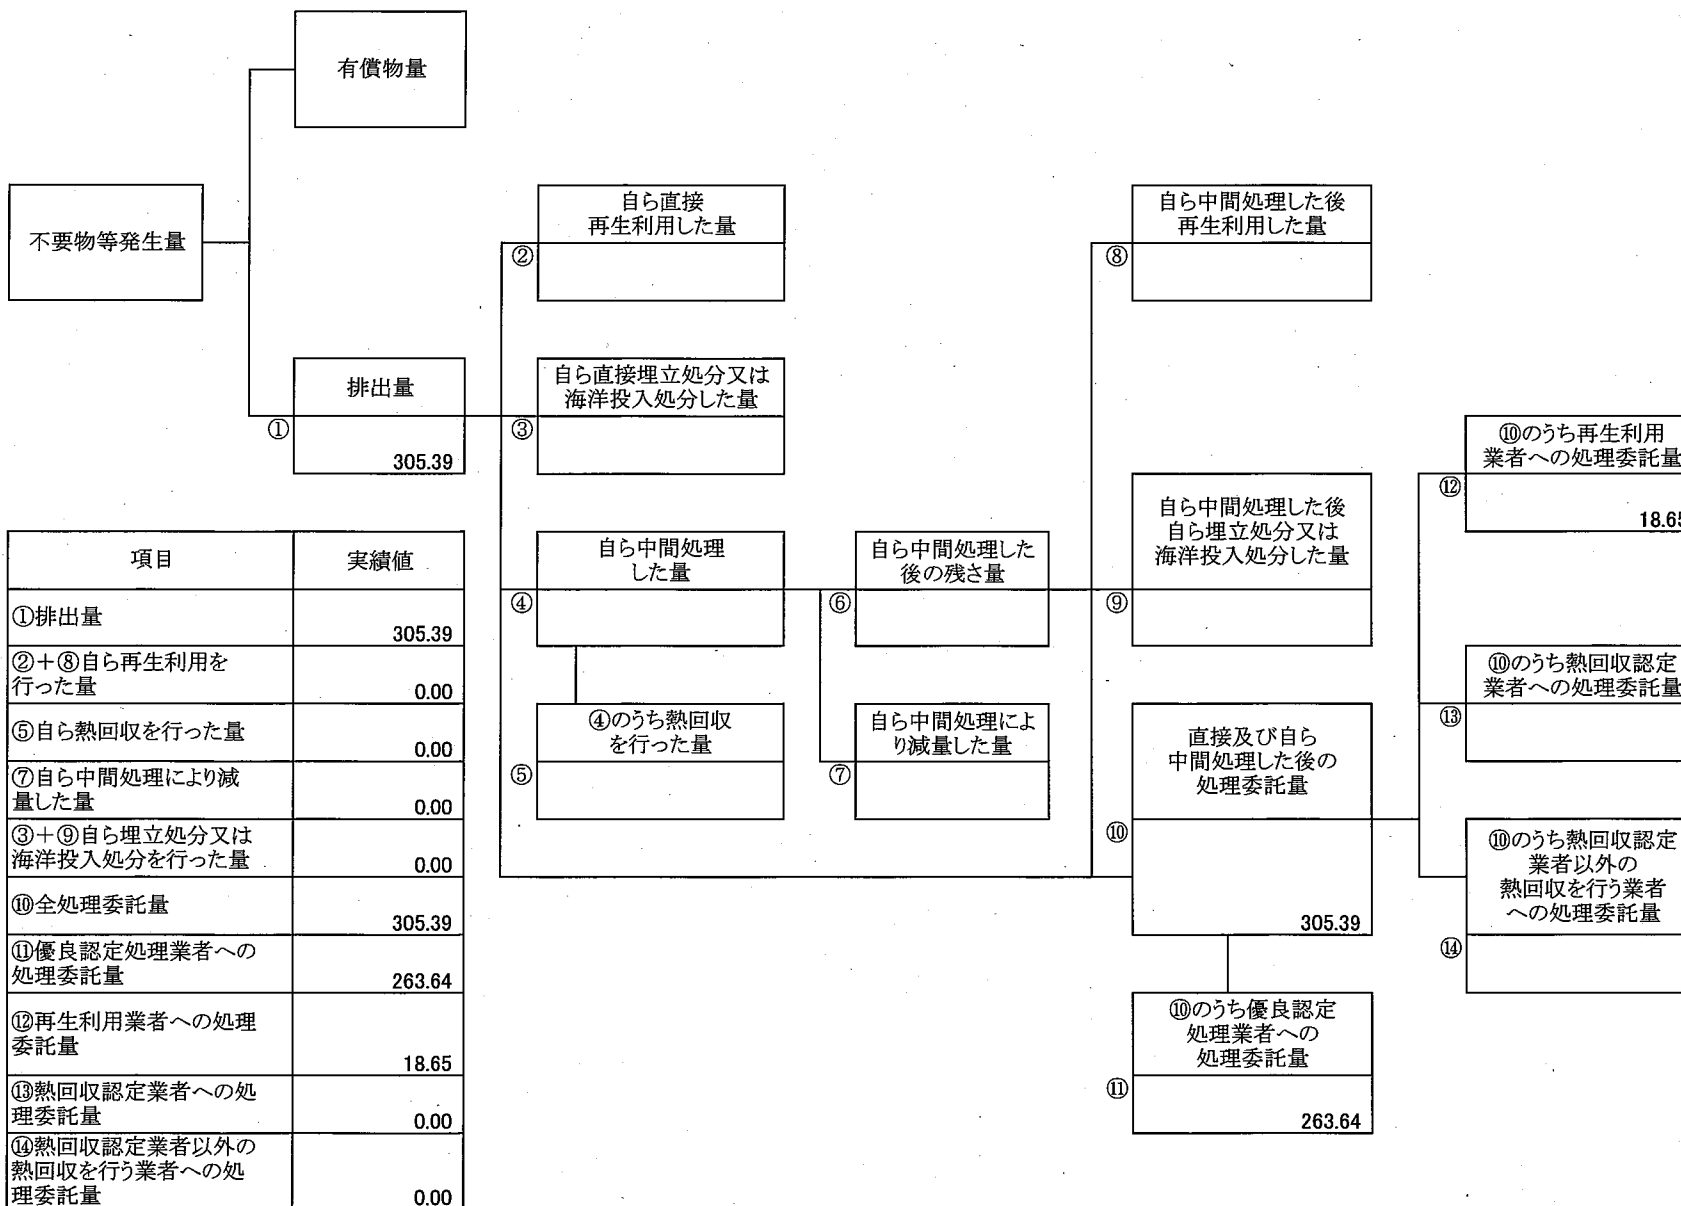 有償物量
不要物等発生量
排出量
①
305.39
自ら直接
再生利用した量
②
自ら直接埋立処分又は
海洋投入処分した量
③
自ら中間処理
した量
④
④のうち熱回収
を行った量
⑤
自ら中間処理した
後の残さ量
⑥
自ら中間処理によ
り減量した量
⑦
自ら中間処理した後
再生利用した量
⑧
自ら中間処理した後
自ら埋立処分又は
海洋投入処分した量
⑨
直接及び自ら
中間処理した後の
処理委託量
⑩
305.39
⑩のうち優良認定
処理業者への
処理委託量
⑪
263.64
⑩のうち再生利用
業者への処理委託量
⑫
18.65
⑩のうち熱回収認定
業者への処理委託量
⑬
⑩のうち熱回収認定
業者以外の
熱回収を行う業者
への処理委託量
⑭
項目 実績値
①排出量 305.39
②+⑧自ら再生利用を
行った量 0.00
⑤自ら熱回収を行った量 0.00
⑦自ら中間処理により減
量した量 0.00
③+⑨自ら埋立処分又は
海洋投入処分を行った量 0.00
⑩全処理委託量 305.39
⑪優良認定処理業者への
処理委託量 263.64
⑫再生利用業者への処理
委託量 18.65
⑬熱回収認定業者への処
理委託量 0.00
⑭熱回収認定業者以外の
熱回収を行う業者への処
理委託量 0.00